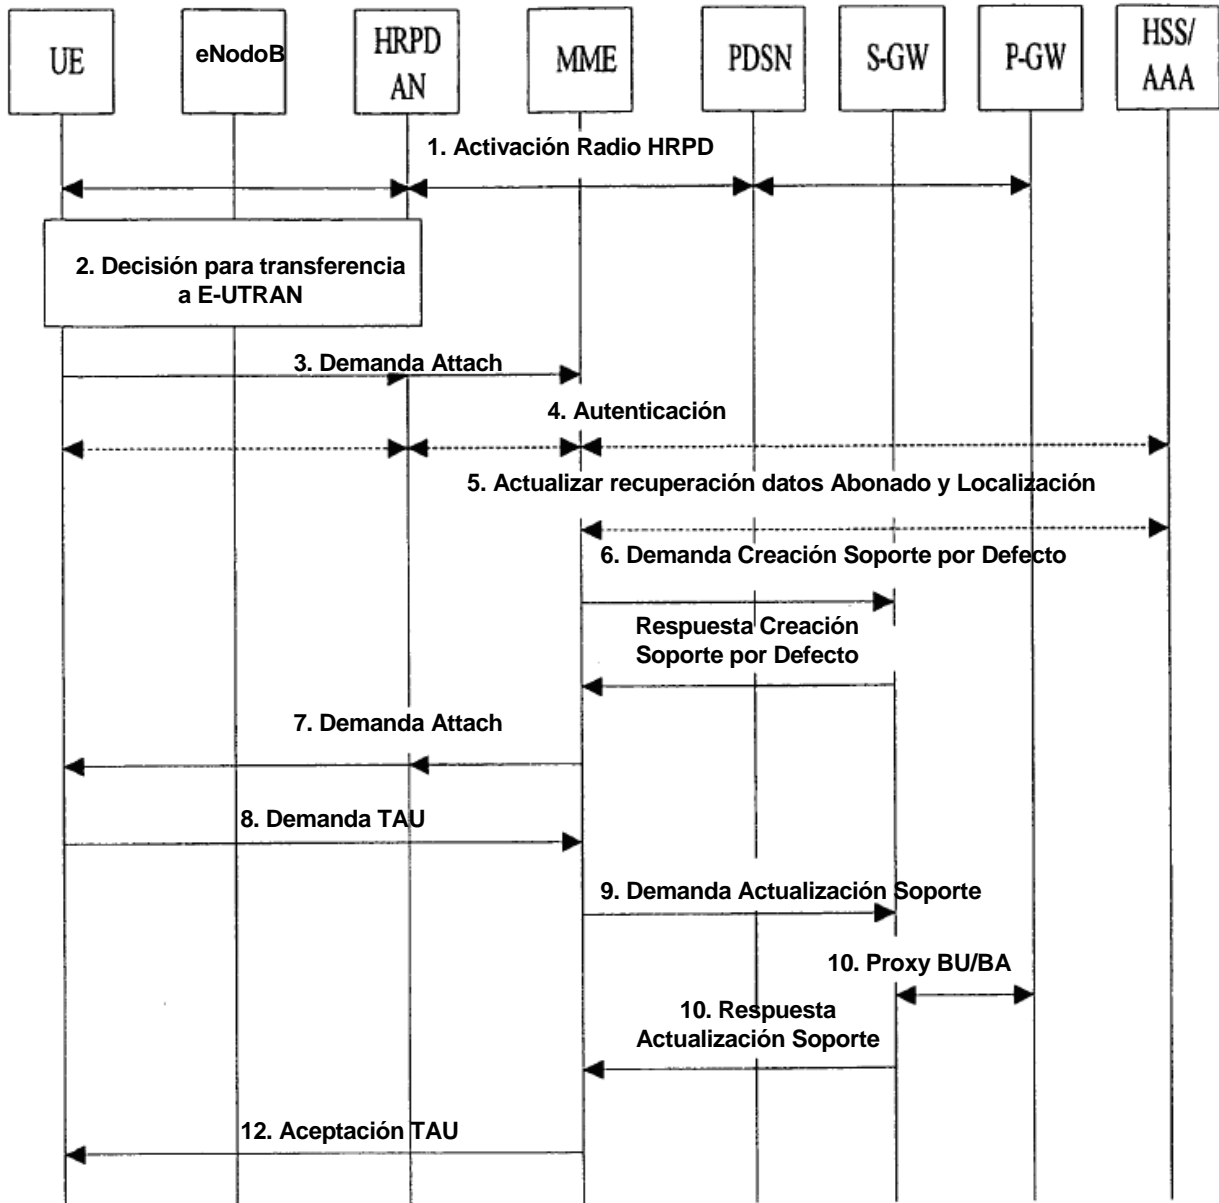 UE
eNodoB
HRPD
AN
MME
PDSN
S-GW
P-GW
HSS/
AAA
1. Activación Radio HRPD
2. Decisión para transferencia
a E-UTRAN
3. Demanda Attach
4. Autenticación
5. Actualizar recuperación datos Abonado y Localización
6. Demanda Creación Soporte por Defecto
Respuesta Creación
Soporte por Defecto
7. Demanda Attach
8. Demanda TAU
9. Demanda Actualización Soporte
10. Proxy BU/BA
10. Respuesta
Actualización Soporte
12. Aceptación TAU